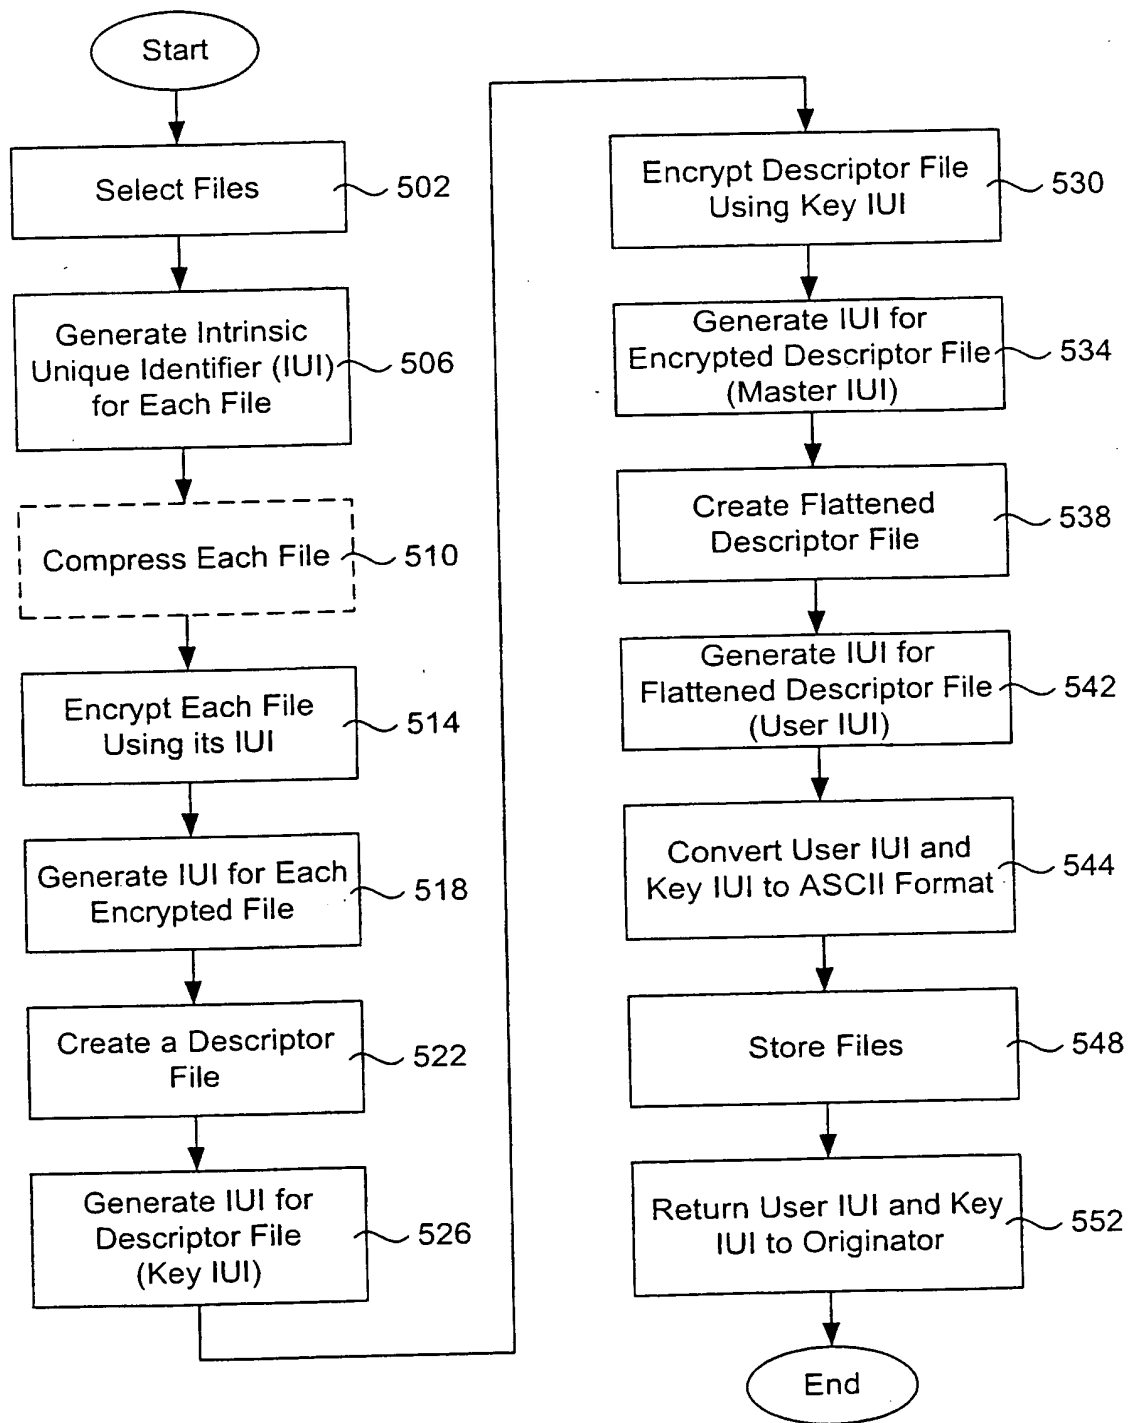 Start
Select Files
502
Generate Intrinsic
Unique Identifier (IUI)
for Each File
506
Compress Each File
510
Encrypt Each File
Using its IUI
514
Generate IUI for Each
Encrypted File
518
Create a Descriptor
File
522
Generate IUI for
Descriptor File
(Key IUI)
526
Encrypt Descriptor File
Using Key IUI
530
Generate IUI for
Encrypted Descriptor File
(Master IUI)
534
Create Flattened
Descriptor File
538
Generate IUI for
Flattened Descriptor File
(User IUI)
542
Convert User IUI and
Key IUI to ASCII Format
544
Store Files
548
Return User IUI and Key
IUI to Originator
552
End